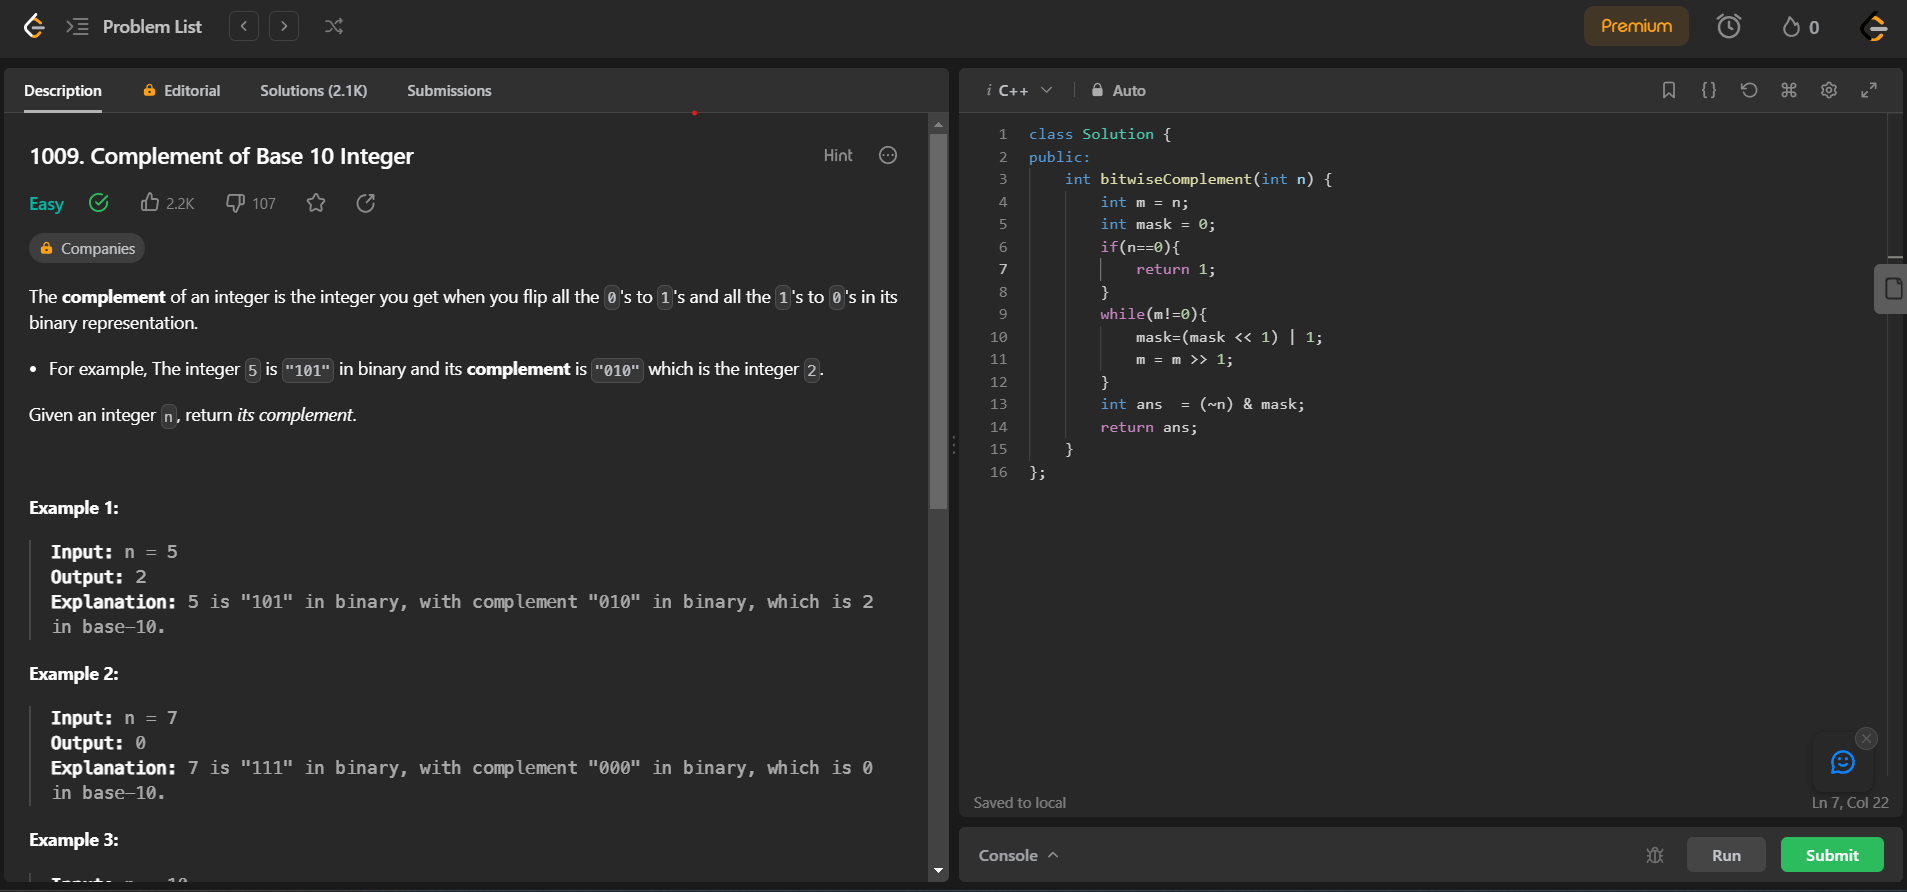 Problem List
Premium
0
Description
Editorial
Solutions (2.1K)
Submissions
1009. Complement of Base 10 Integer
Hint
Easy
2.2K
107
Companies
The complement of an integer is the integer you get when you flip all the 0's to 1's and all the 1's to 0's in its
binary representation.
• For example, The integer 5 is "101" in binary and its complement is "010" which is the integer 2.
Given an integer n, return its complement.
Example 1:
Input: n = 5
Output: 2
Explanation: 5 is "101" in binary, with complement "010" in binary, which is 2
in base-10.
Example 2:
Input: n = 7
Output: 0
Explanation: 7 is "111" in binary, with complement "000" in binary, which is 0
in base-10.
Example 3:
i C++
Auto
1 class Solution {
2 public:
3     int bitwiseComplement(int n) {
4         int m = n;
5         int mask = 0;
6         if(n==0){
7             return 1;
8         }
9         while(m!=0){
10             mask=(mask << 1) | 1;
11             m = m >> 1;
12         }
13         int ans  = (~n) & mask;
14         return ans;
15     }
16 };
Saved to local
Ln 7, Col 22
Console
Run
Submit